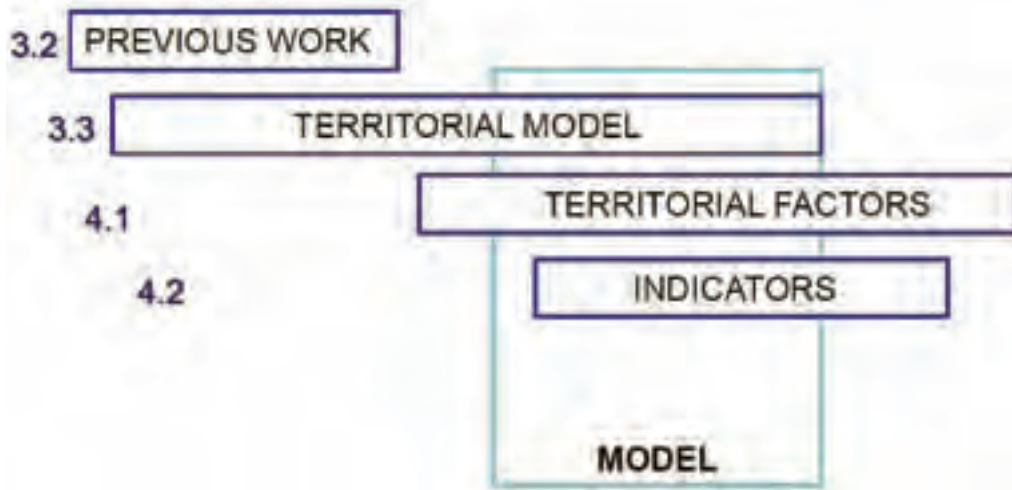 3.2 PREVIOUS WORK
3.3 TERRITORIAL MODEL
4.1 TERRITORIAL FACTORS
4.2 INDICATORS
MODEL